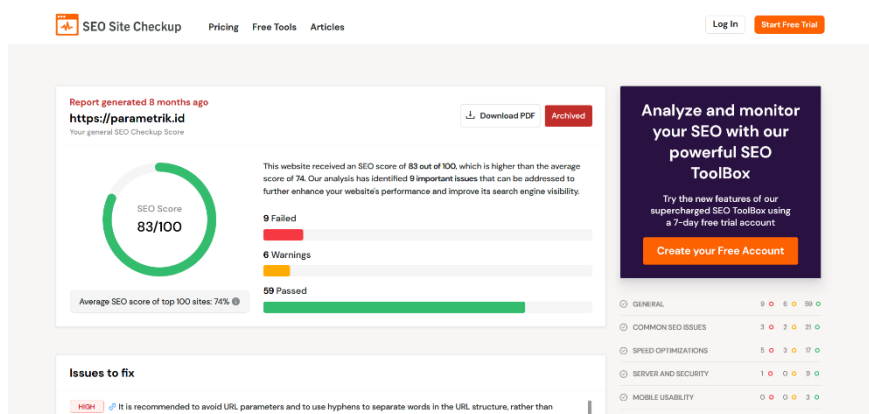 SEO Site Checkup
Pricing
Free Tools
Articles
Log In
Start Free Trial
Report generated 8 months ago
https://parametrik.id
Your general SEO Checkup Score
Download PDF
Archived
SEO Score
83/100
Average SEO score of top 100 sites: 74%
This website received an SEO score of 83 out of 100, which is higher than the average
score of 74. Our analysis has identified 9 important issues that can be addressed to
further enhance your website's performance and improve its search engine visibility.
9 Failed
6 Warnings
59 Passed
Issues to fix
HIGH It is recommended to avoid URL parameters and to use hyphens to separate words in the URL structure, rather than
Analyze and monitor
your SEO with our
powerful SEO
ToolBox
Try the new features of our
supercharged SEO ToolBox using
a 7-day free trial account
Create your Free Account
GENERAL 9 6 59
COMMON SEO ISSUES 3 2 21
SPEED OPTIMIZATIONS 5 3 17
SERVER AND SECURITY 1 0 9
MOBILE USABILITY 0 0 3